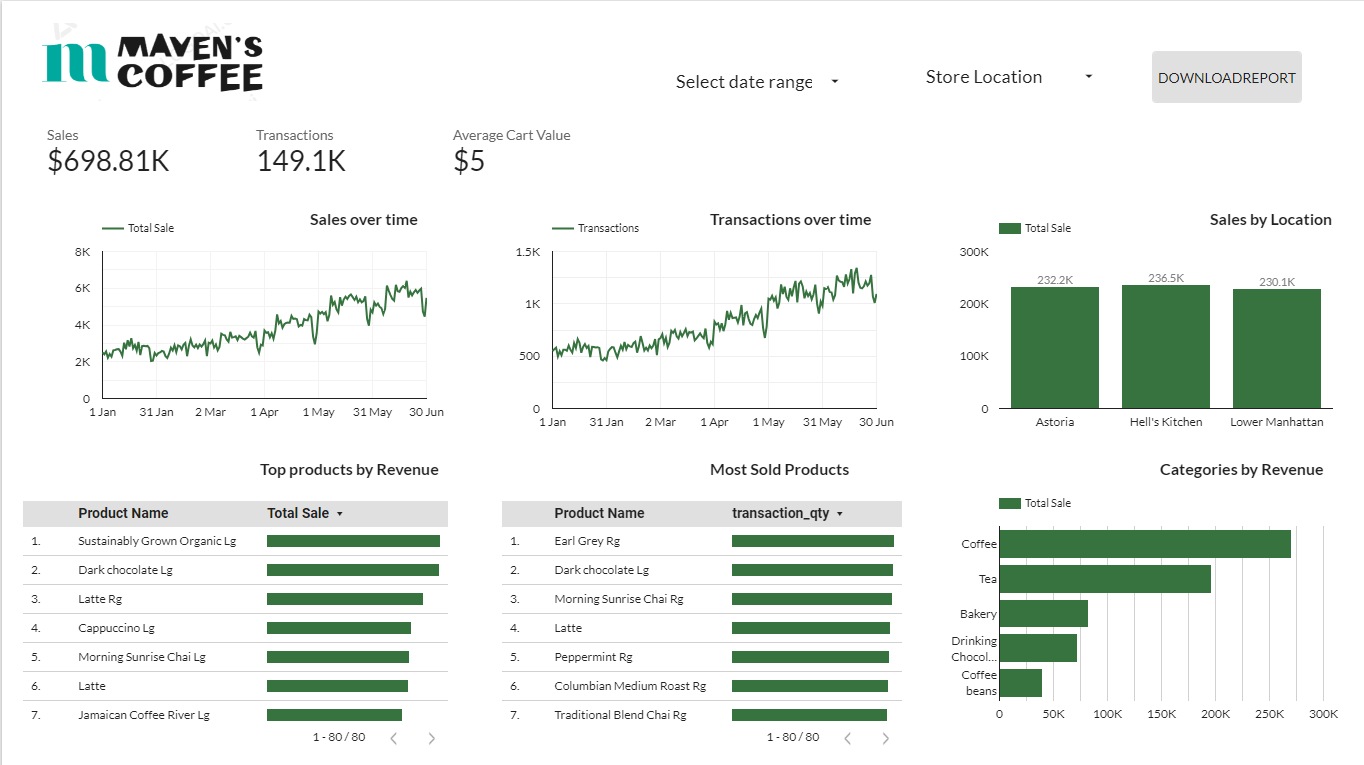 m MAVEN'S
COFFEE
Select date range
Store Location
DOWNLOADREPORT
Sales
$698.81K
Transactions
149.1K
Average Cart Value
$5
Sales over time
Total Sale
8K
6K
4K
2K
0
1 Jan 31 Jan 2 Mar 1 Apr 1 May 31 May 30 Jun
Transactions over time
Transactions
1.5K
1K
500
0
1 Jan 31 Jan 2 Mar 1 Apr 1 May 31 May 30 Jun
Sales by Location
Total Sale
300K
200K
100K
0
232.2K 236.5K 230.1K
Astoria Hell's Kitchen Lower Manhattan
Top products by Revenue
Product Name Total Sale
1. Sustainably Grown Organic Lg
2. Dark chocolate Lg
3. Latte Rg
4. Cappuccino Lg
5. Morning Sunrise Chai Lg
6. Latte
7. Jamaican Coffee River Lg
1 - 80 / 80
Most Sold Products
Product Name transaction_qty
1. Earl Grey Rg
2. Dark chocolate Lg
3. Morning Sunrise Chai Rg
4. Latte
5. Peppermint Rg
6. Columbian Medium Roast Rg
7. Traditional Blend Chai Rg
1 - 80 / 80
Categories by Revenue
Total Sale
Coffee
Tea
Bakery
Drinking
Chocol...
Coffee
beans
0 50K 100K 150K 200K 250K 300K